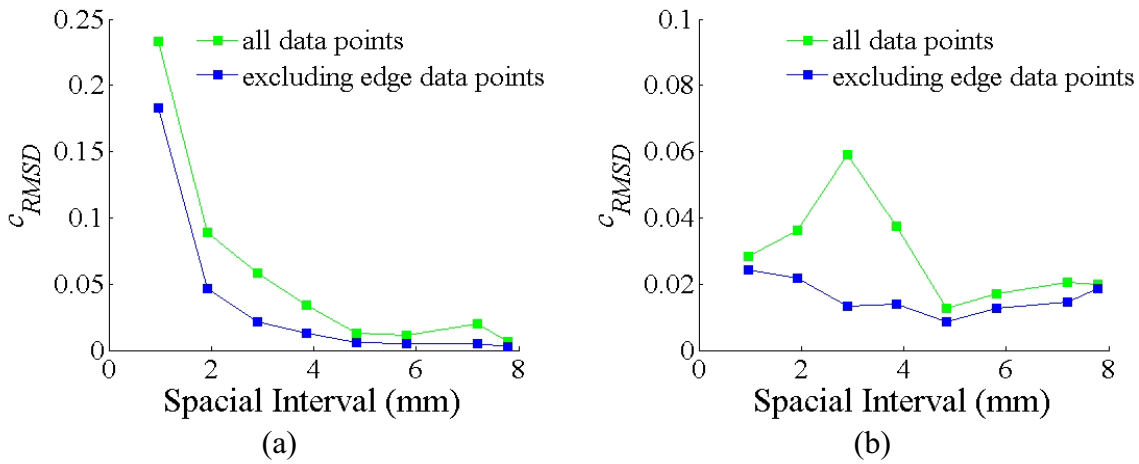 0.25
0.2
0.15
0.1
0.05
0
c_RMSD
all data points
excluding edge data points
0 2 4 6 8
Spacial Interval (mm)
(a)
0.1
0.08
0.06
0.04
0.02
0
c_RMSD
all data points
excluding edge data points
0 2 4 6 8
Spacial Interval (mm)
(b)